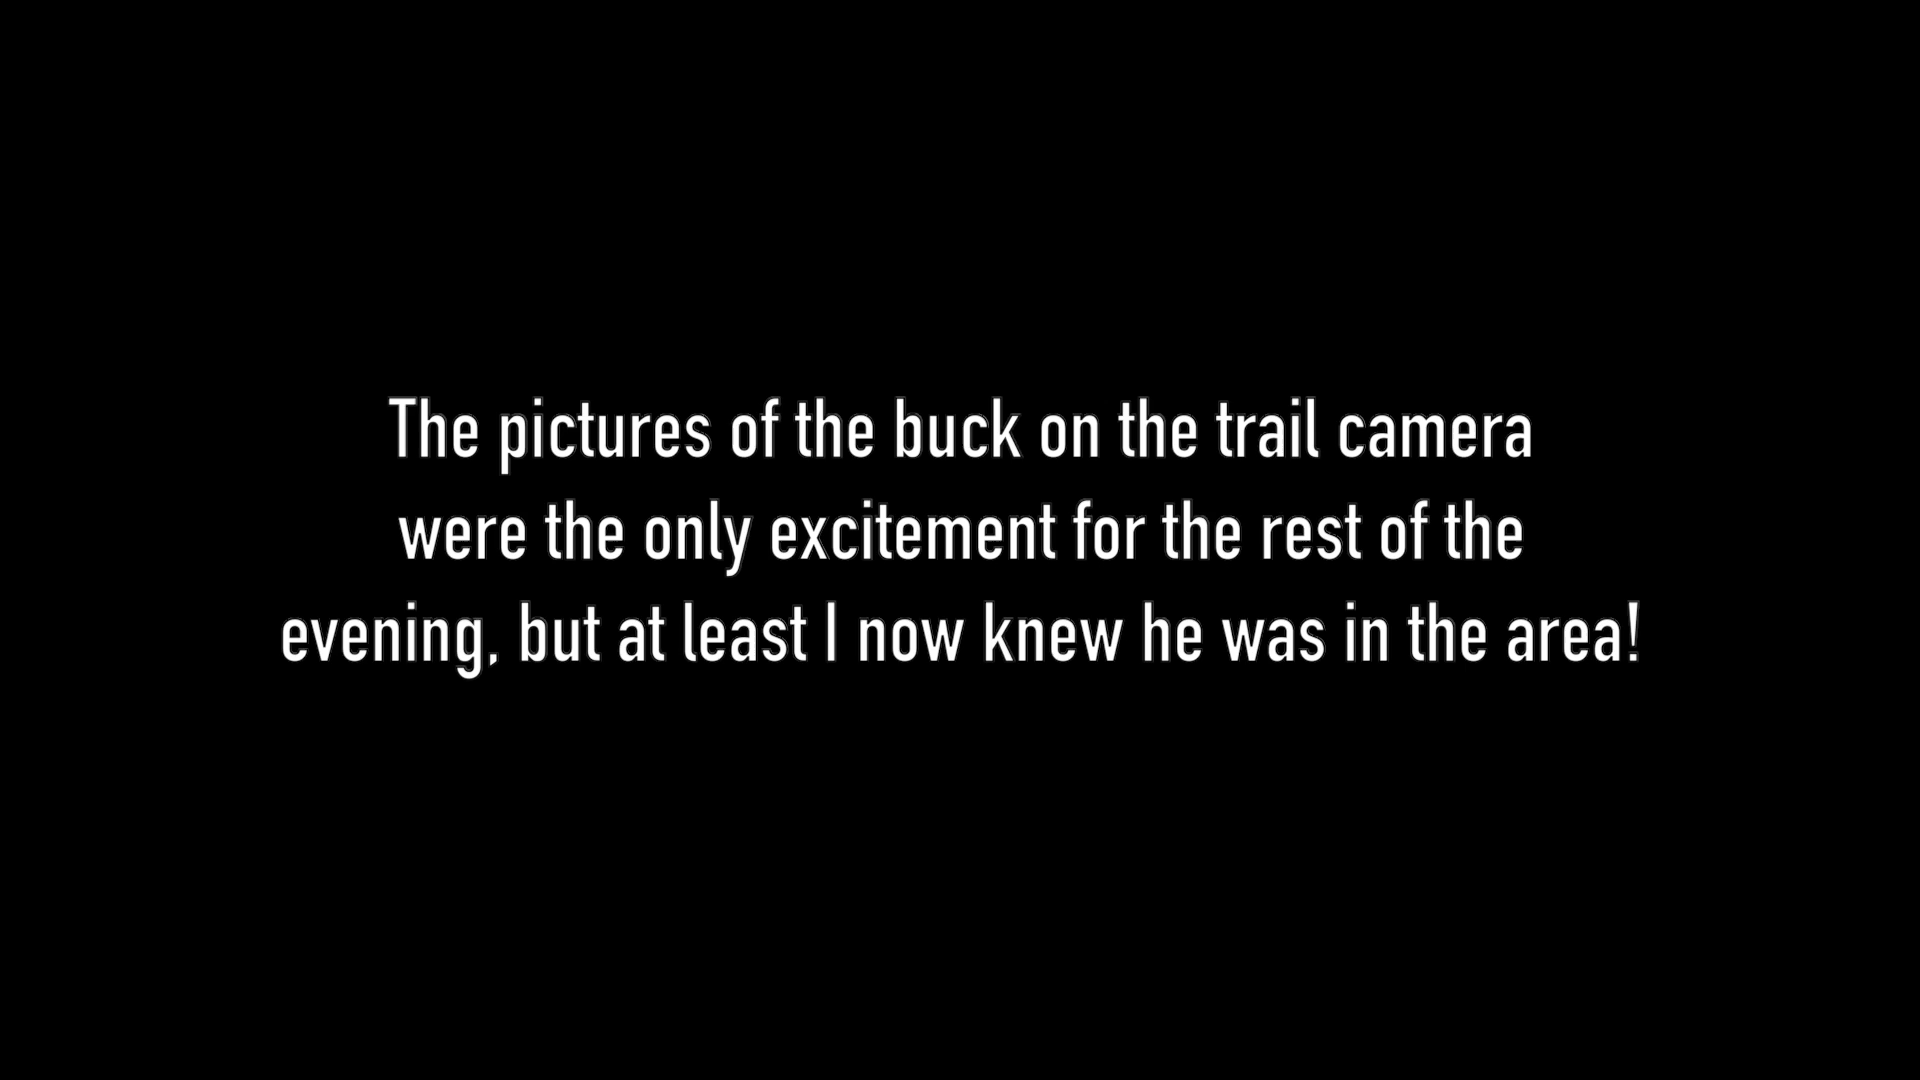 The pictures of the buck on the trail camera
were the only excitement for the rest of the
evening, but at least I now knew he was in the area!